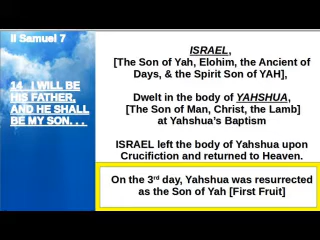 II Samuel 7
14 I WILL BE
HIS FATHER,
AND HE SHALL
BE MY SON. . .
ISRAEL,
[The Son of Yah, Elohim, the Ancient of
Days, & the Spirit Son of YAH],
Dwelt in the body of YAHSHUA,
[The Son of Man, Christ, the Lamb]
at Yahshua’s Baptism
ISRAEL left the body of Yahshua upon
Crucifiction and returned to Heaven.
On the 3rd day, Yahshua was resurrected
as the Son of Yah [First Fruit]